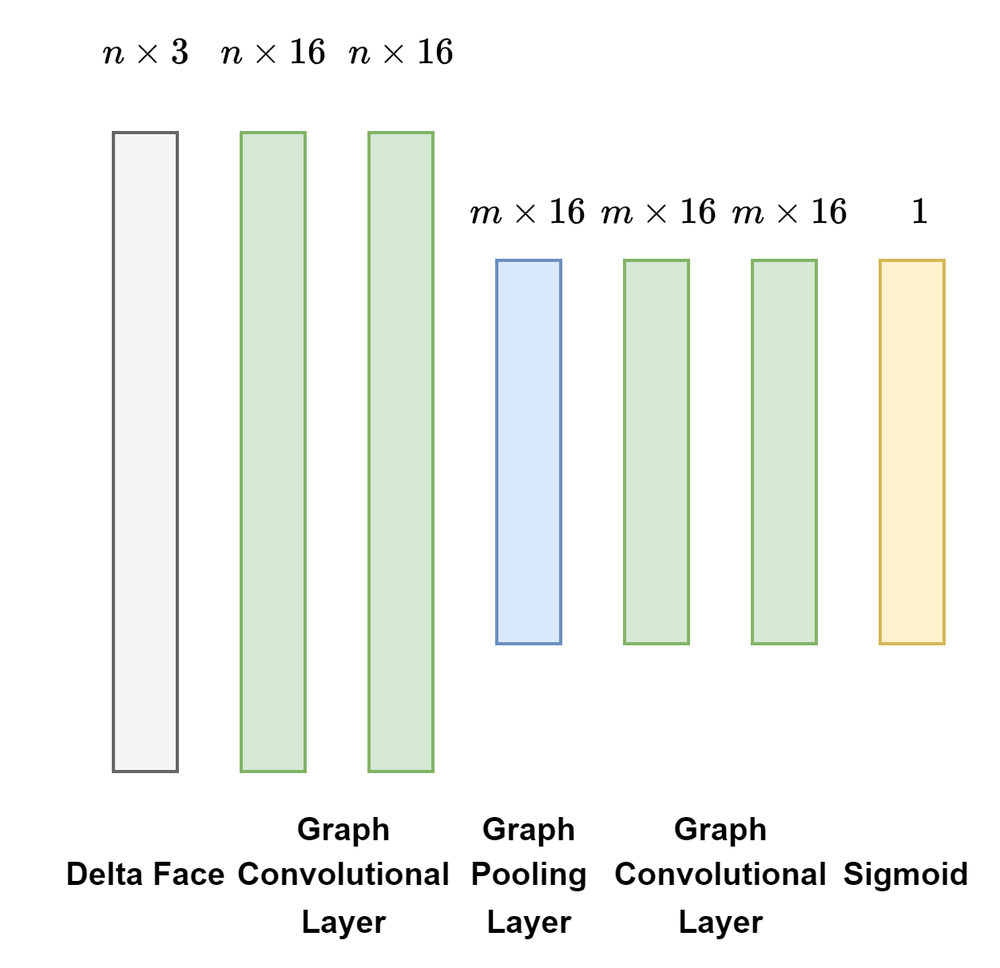 n × 3 n × 16 n × 16
m × 16 m × 16 m × 16 1
Delta Face
Graph
Convolutional
Layer
Graph
Pooling
Layer
Graph
Convolutional
Layer
Sigmoid